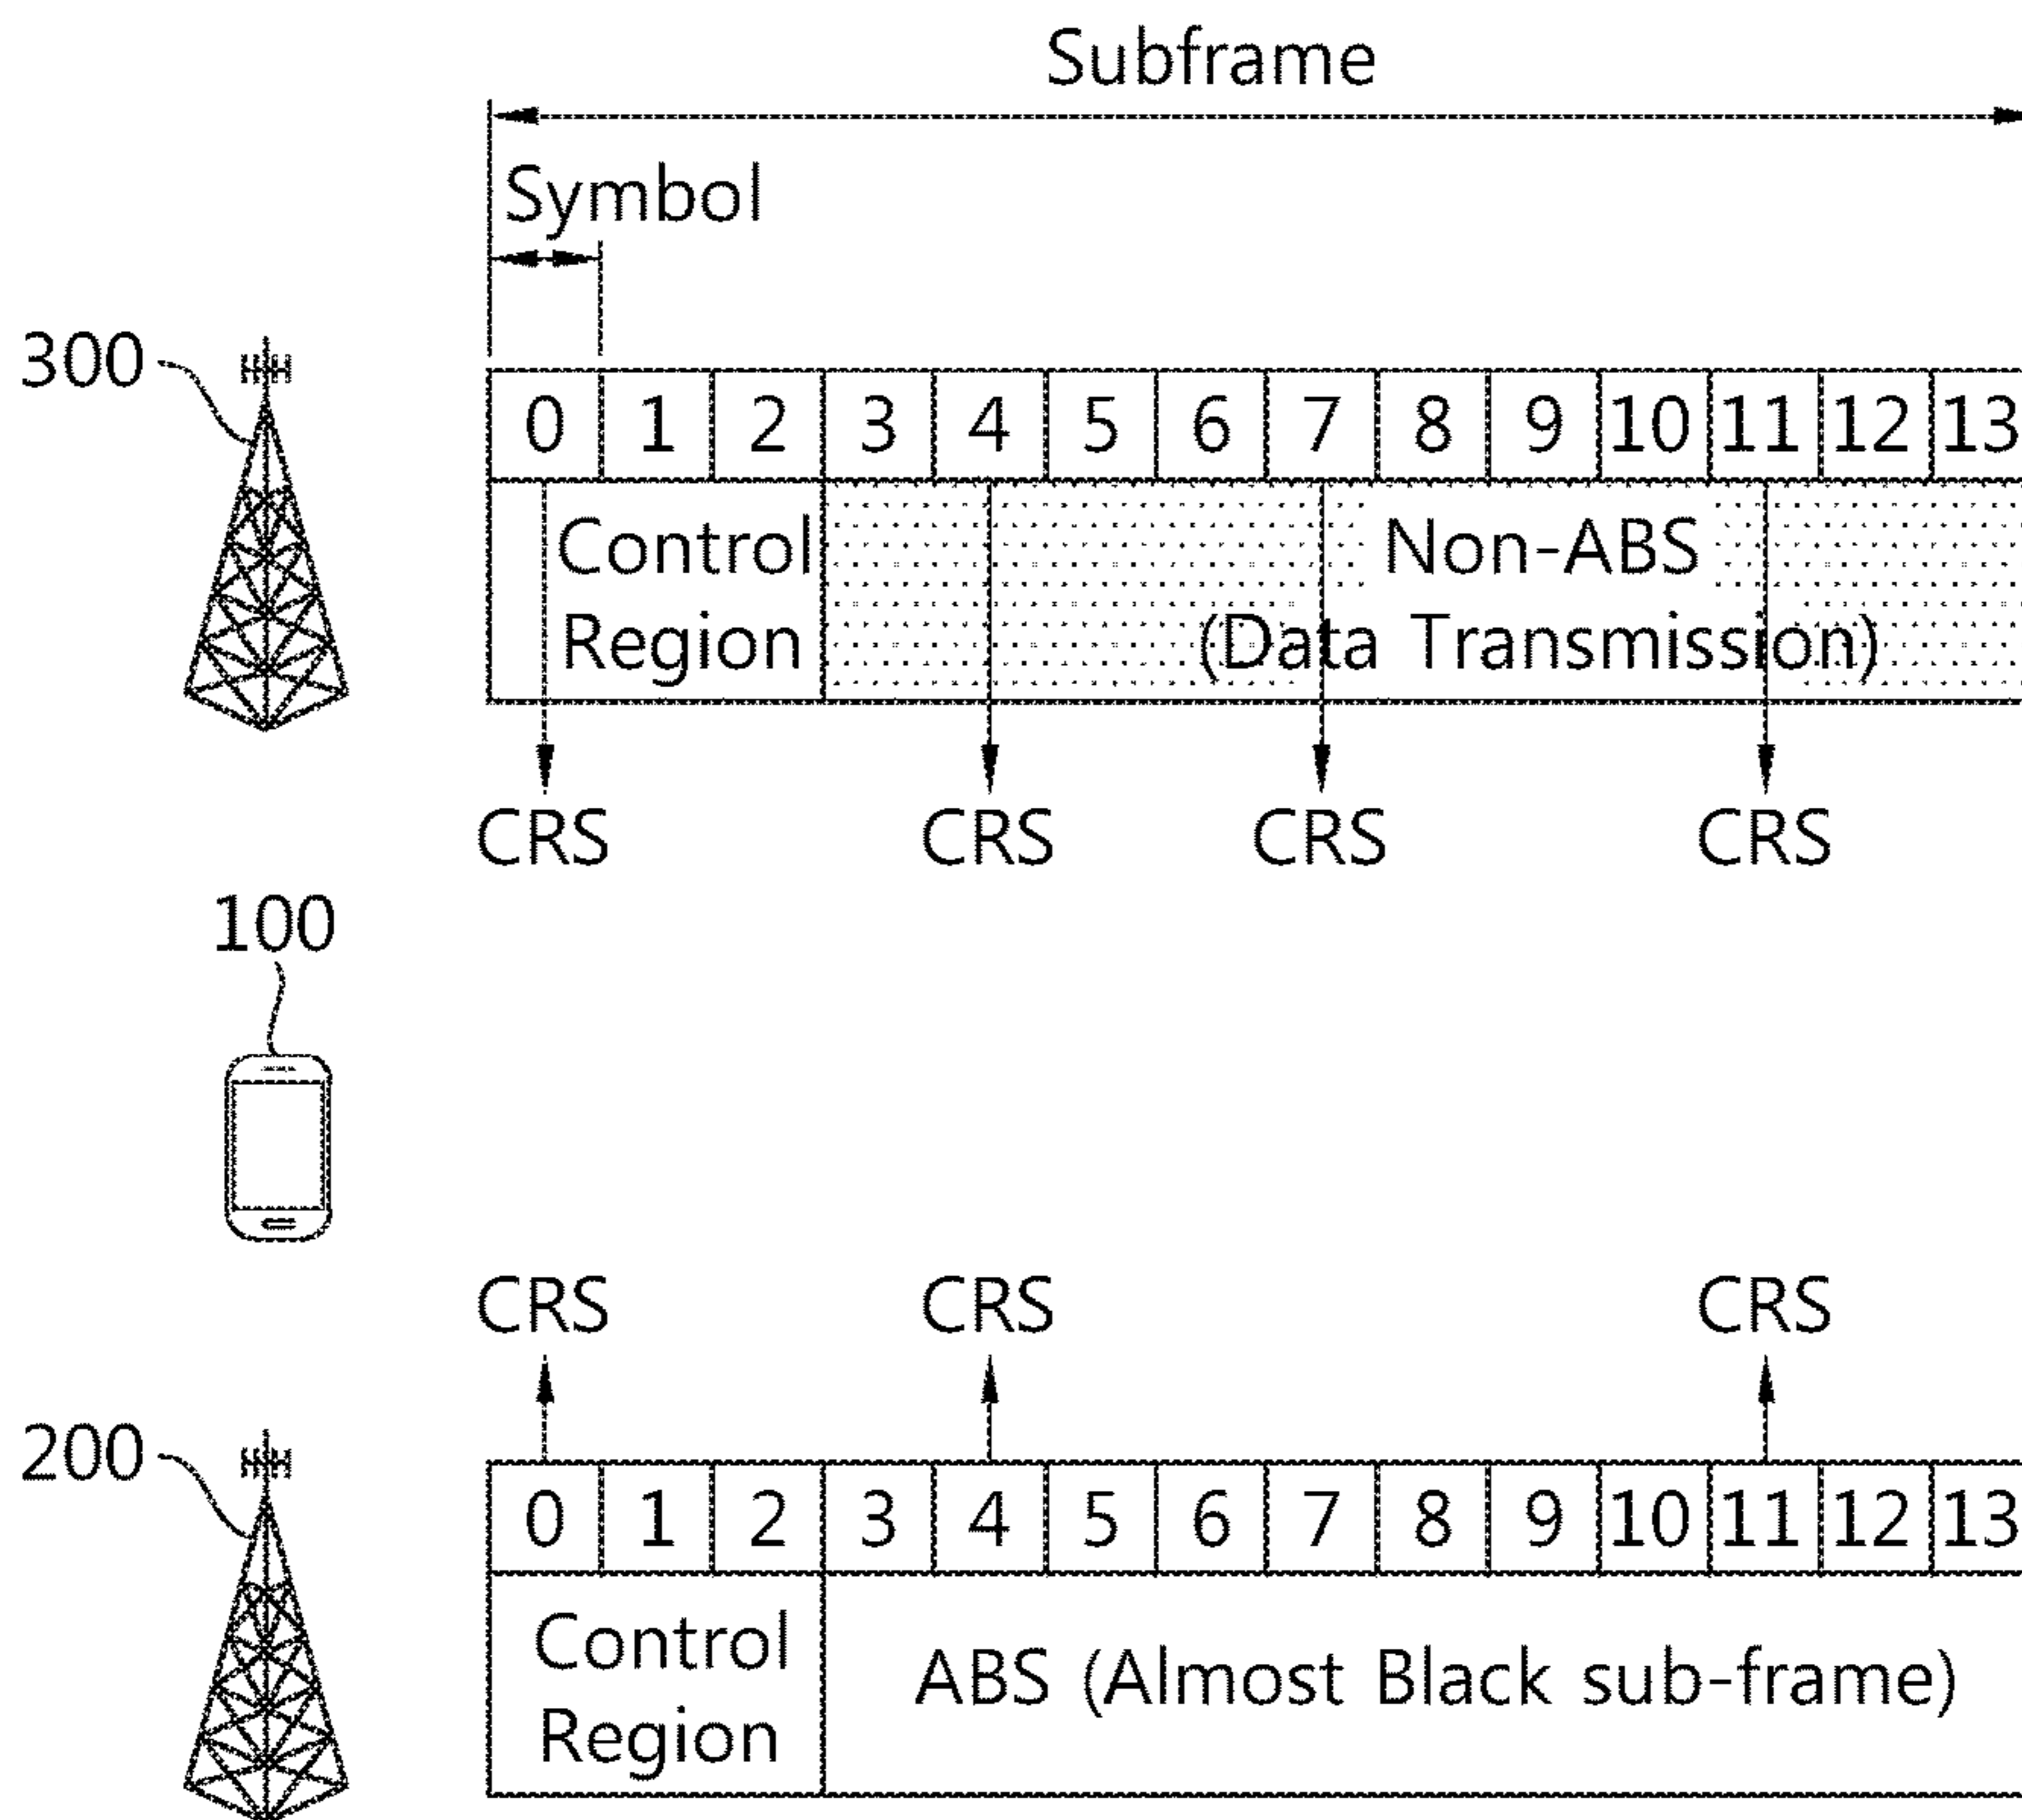 Subframe
Symbol
300
0 1 2 3 4 5 6 7 8 9 10 11 12 13
Control Region
Non-ABS
(Data Transmission)
CRS CRS CRS CRS
100
CRS CRS CRS
200
0 1 2 3 4 5 6 7 8 9 10 11 12 13
Control
Region
ABS (Almost Black sub-frame)